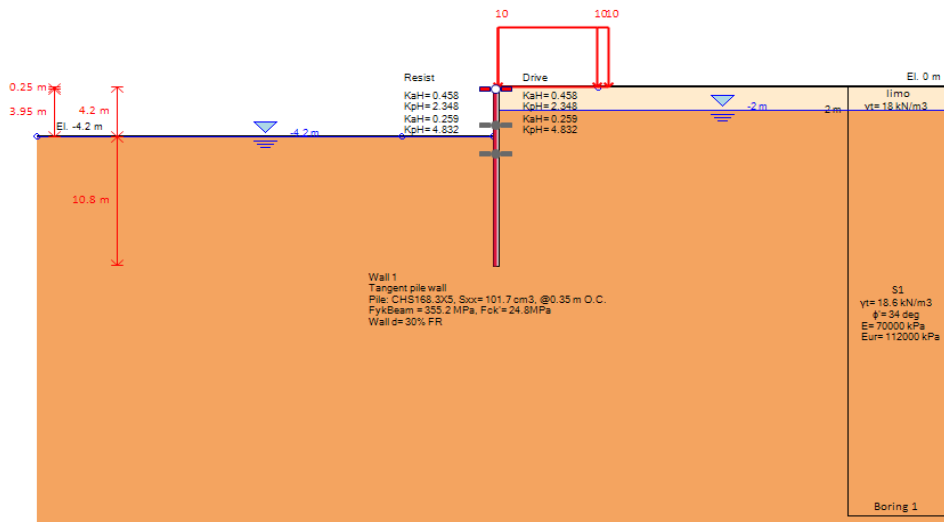 10
1010
El. 0 m
Resist
Drive
0.25 m
3.95 m
4.2 m
KaH= 0.458
KpH= 2.348
KaH= 0.259
KpH= 4.832
KaH= 0.458
KpH= 2.348
KaH= 0.259
KpH= 4.832
limo
γt= 18 kN/m3
-2 m
2 m
El. -4.2 m
-4.2 m
10.8 m
Wall 1
Tangent pile wall
Pile: CHS168.3X5, Sxx= 101.7 cm3, @0.35 m O.C.
FykBeam = 355.2 MPa, Fck'= 24.8MPa
Wall d= 30% FR
S1
γt= 18.6 kN/m3
ϕ'= 34 deg
E= 70000 kPa
Eur= 112000 kPa
Boring 1